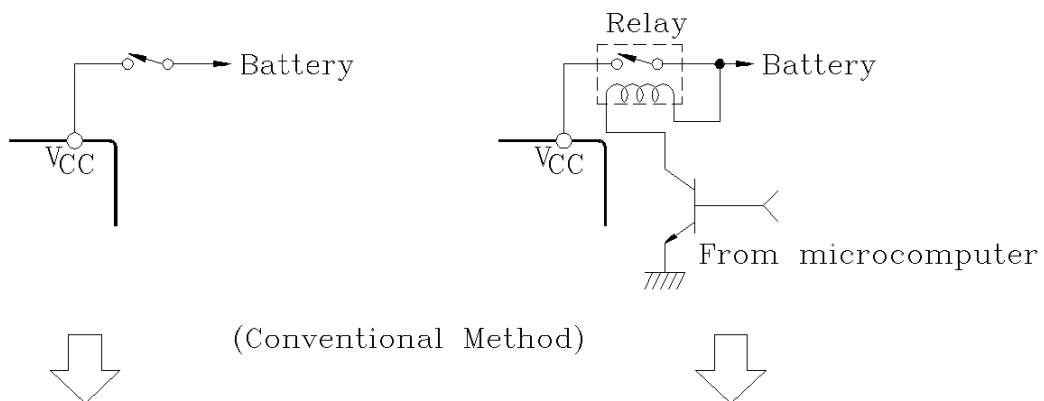 Relay
Battery
Battery
VCC
VCC
From microcomputer
(Conventional Method)